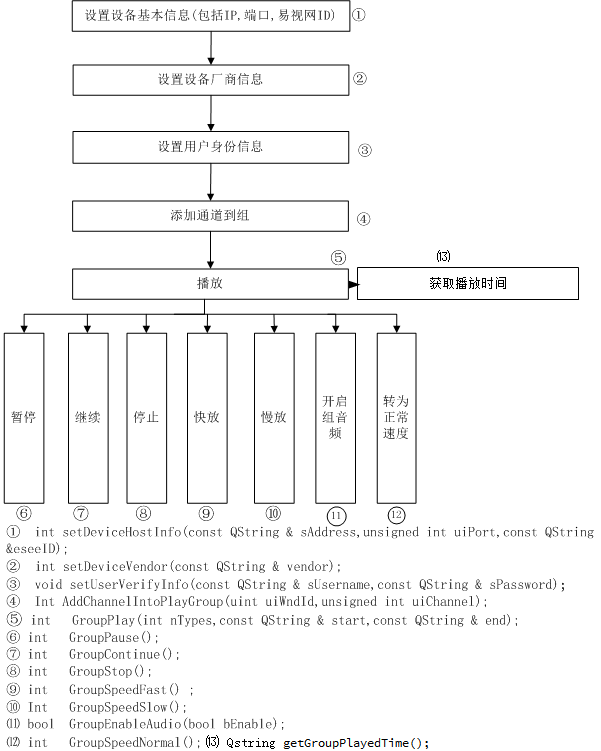 设置设备基本信息(包括IP,端口,易视网ID) ①
设置设备厂商信息 ②
设置用户身份信息 ③
添加通道到组 ④
⑤ ⒀
播放 获取播放时间
暂停 继续 停止 快放 慢放 开启组音频 转为正常速度
⑥ ⑦ ⑧ ⑨ ⑩ ⑪ ⑫
① int setDeviceHostInfo(const QString & sAddress,unsigned int uiPort,const QString
&eseeID);
② int setDeviceVendor(const QString & vendor);
③ void setUserVerifyInfo(const QString & sUsername,const QString & sPassword);
④ Int AddChannelIntoPlayGroup(uint uiWndId,unsigned int uiChannel);
⑤ int GroupPlay(int nTypes,const QString & start,const QString & end);
⑥ int GroupPause();
⑦ int GroupContinue();
⑧ int GroupStop();
⑨ int GroupSpeedFast() ;
⑩ Int GroupSpeedSlow();
⑾ bool GroupEnableAudio(bool bEnable);
⑿ int GroupSpeedNormal(); ⒀ Qstring getGroupPlayedTime();